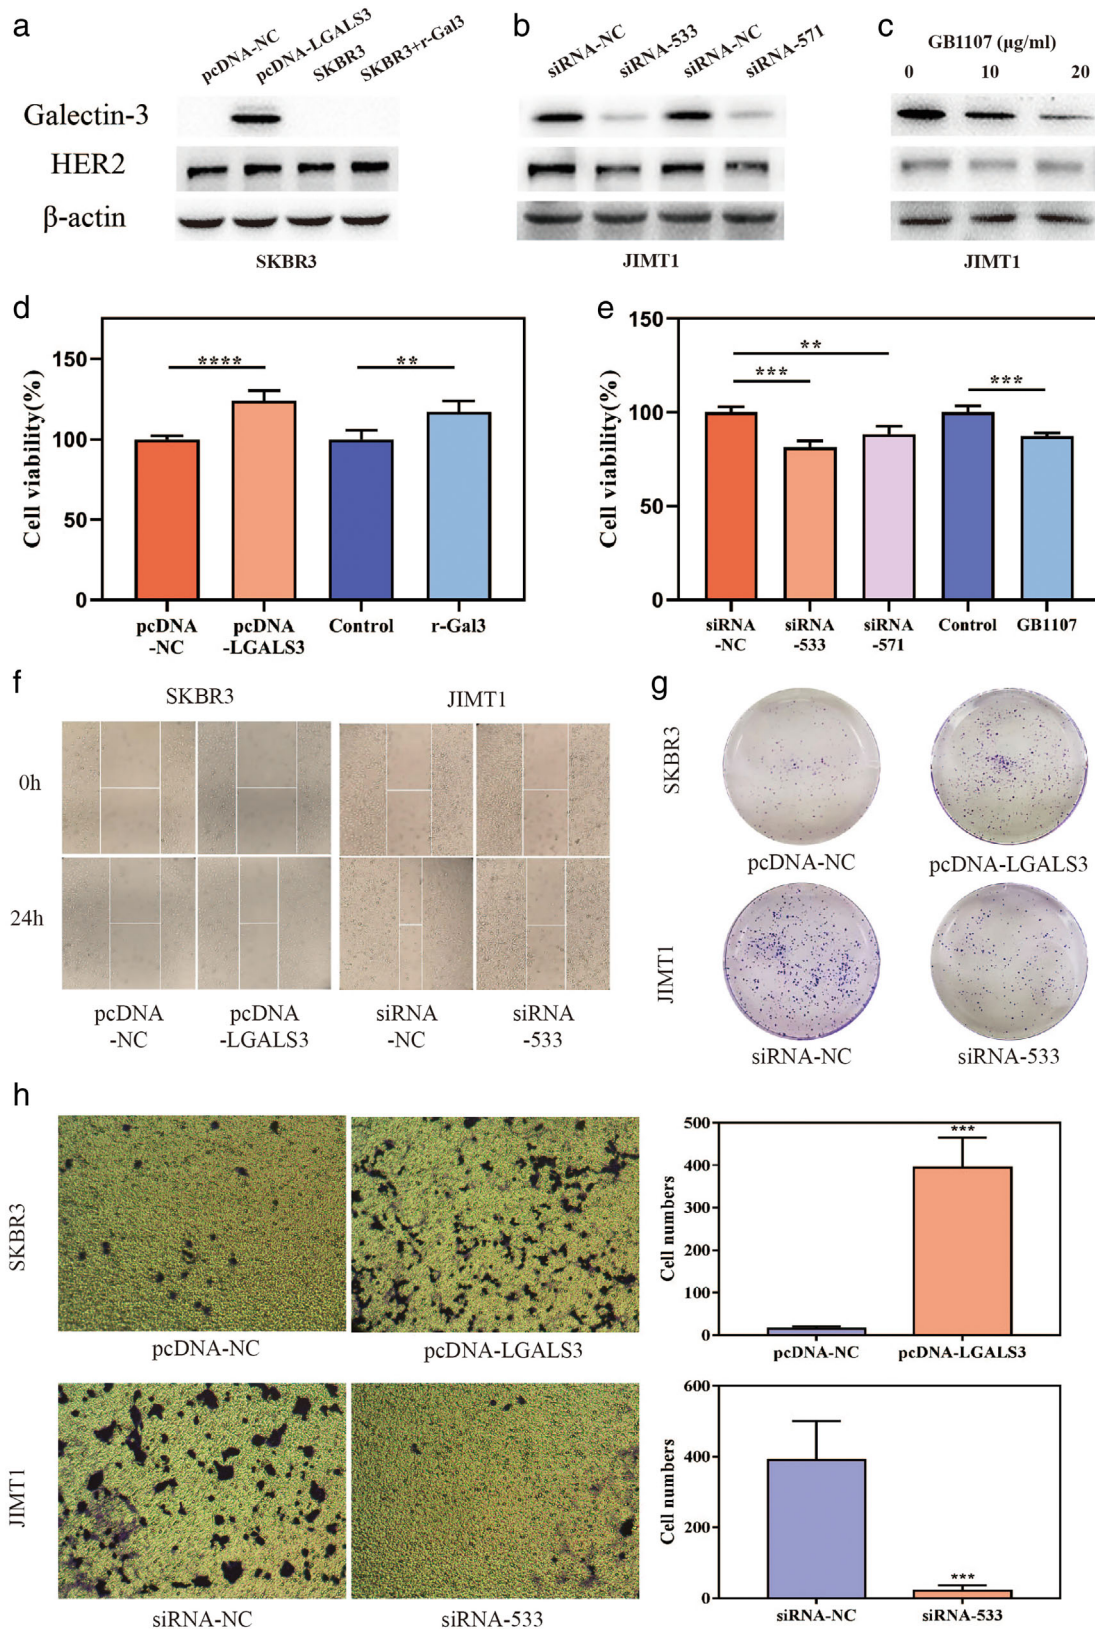 a
pcDNA-NC
pcDNA-LGALS3
SKBR3
SKBR3+r-Gal3
Galectin-3
HER2
β-actin
SKBR3
b
siRNA-NC
siRNA-533
siRNA-NC
siRNA-571
JIMT1
c
GB1107 (μg/ml)
0 10 20
JIMT1
d
Cell viability(%)
150
100
50
0
****
**
pcDNA
-NC
pcDNA
-LGALS3
Control
r-Gal3
e
Cell viability(%)
150
100
50
0
**
***
***
siRNA
-NC
siRNA
-533
siRNA
-571
Control
GB1107
f
SKBR3
JIMT1
0h
24h
pcDNA
-NC
pcDNA
-LGALS3
siRNA
-NC
siRNA
-533
g
SKBR3
pcDNA-NC
pcDNA-LGALS3
JIMT1
siRNA-NC
siRNA-533
h
SKBR3
pcDNA-NC
pcDNA-LGALS3
Cell numbers
500
400
300
200
100
0
***
pcDNA-NC
pcDNA-LGALS3
JIMT1
siRNA-NC
siRNA-533
Cell numbers
600
400
200
0
***
siRNA-NC
siRNA-533